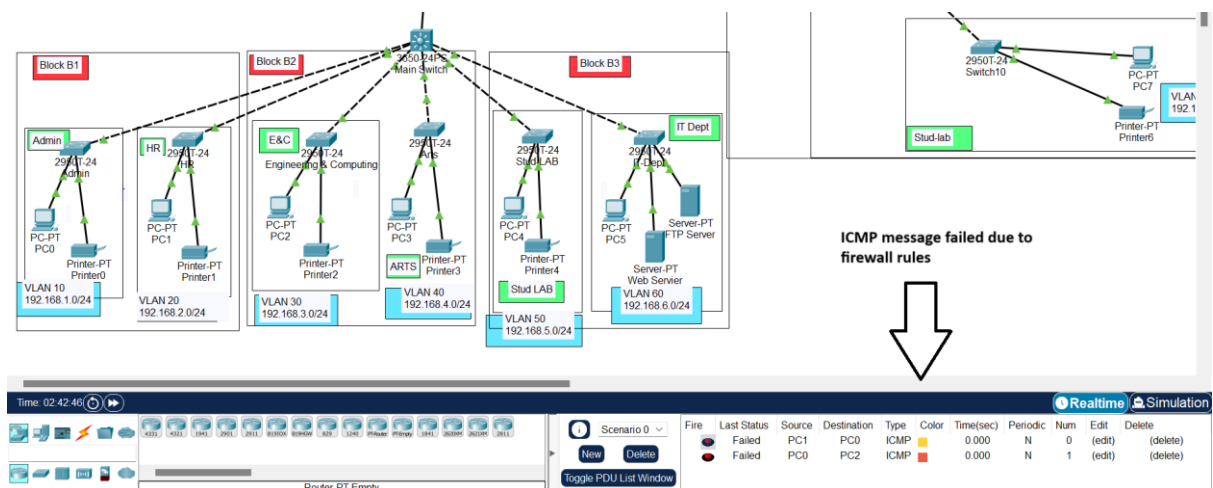 3650-24PS
Main Switch
Block B1
Block B2
Block B3
2950T-24
Switch10
PC-PT
PC7
Printer-PT
Printer6
VLAN
192.1
Stud-lab
Admin
2950T-24
Admin
HR
2950T-24
HR
E&C
2950T-24
Engineering & Computing
2950T-24
Arts
2950T-24
Stud LAB
IT Dept
2950T-24
IT-Dept
PC-PT
PC0
Printer-PT
Printer0
PC-PT
PC1
Printer-PT
Printer1
PC-PT
PC2
Printer-PT
Printer2
PC-PT
PC3
Printer-PT
Printer3
ARTS
PC-PT
PC4
Printer-PT
Printer4
Stud LAB
PC-PT
PC5
Server-PT
FTP Server
Server-PT
Web Servier
VLAN 10
192.168.1.0/24
VLAN 20
192.168.2.0/24
VLAN 30
192.168.3.0/24
VLAN 40
192.168.4.0/24
VLAN 50
192.168.5.0/24
VLAN 60
192.168.6.0/24
ICMP message failed due to
firewall rules
Time: 02:42:46
Realtime
Simulation
4331 4321 1941 2901 2911 819IOX 819HGW 829 1240 PT-Router PT-Empty 1841 2620XM 2621XM 2811
Router-PT Empty
Scenario 0
New
Delete
Toggle PDU List Window
Fire Last Status Source Destination Type Color Time(sec) Periodic Num Edit Delete
Failed PC1 PC0 ICMP 0.000 N 0 (edit) (delete)
Failed PC0 PC2 ICMP 0.000 N 1 (edit) (delete)